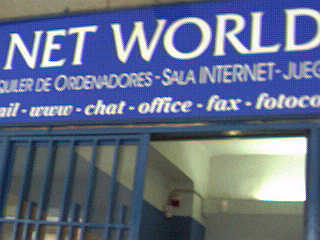 NET WORLD
QUILER DE ORDENADORES - SALA INTERNET - JUEG
ail - www - chat - office - fax - fotoco